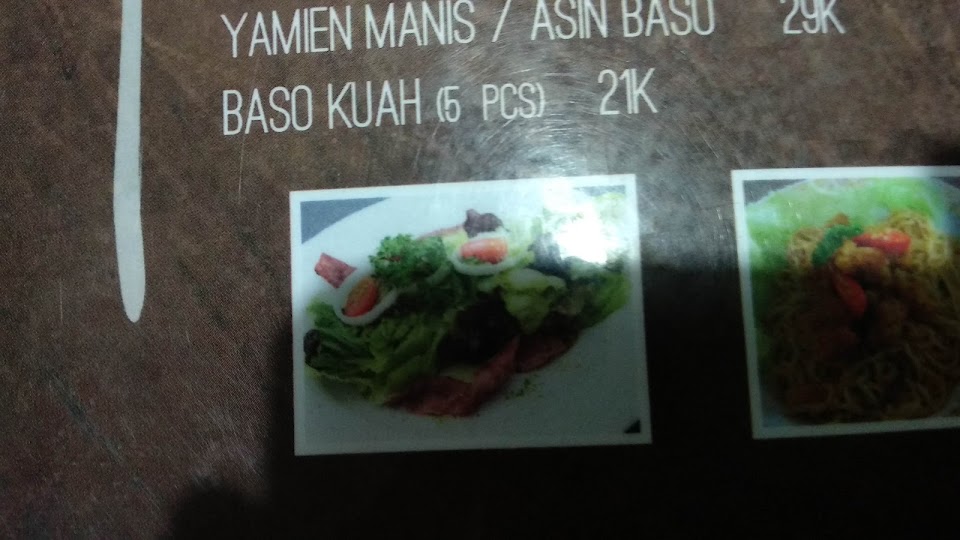 YAMIEN MANIS / ASIN BASO 29K
BASO KUAH (5 PCS) 21K